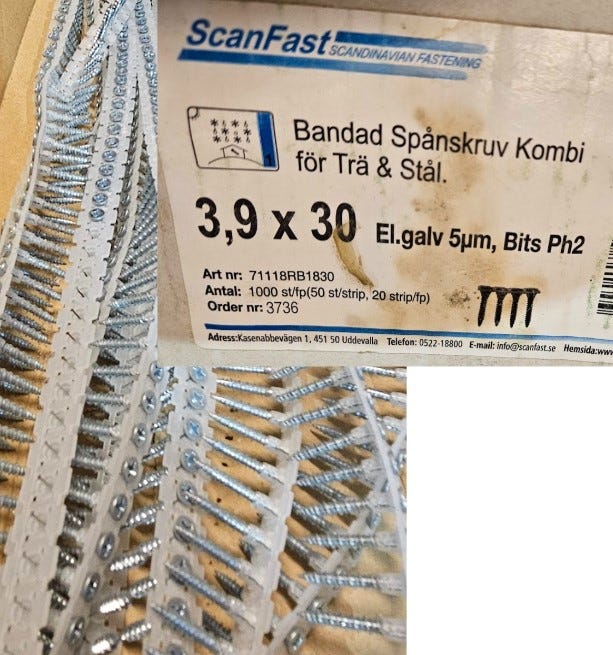 ScanFast
SCANDINAVIAN FASTENING
1
Bandad Spånskruv Kombi
för Trä & Stål.
3,9 x 30 El.galv 5µm, Bits Ph2
Art nr: 71118RB1830
Antal: 1000 st/fp(50 st/strip, 20 strip/fp)
Order nr: 3736
Adress:Kasenabbevägen 1, 451 50 Uddevalla Telefon: 0522-18800 E-mail: info@scanfast.se Hemsida:www